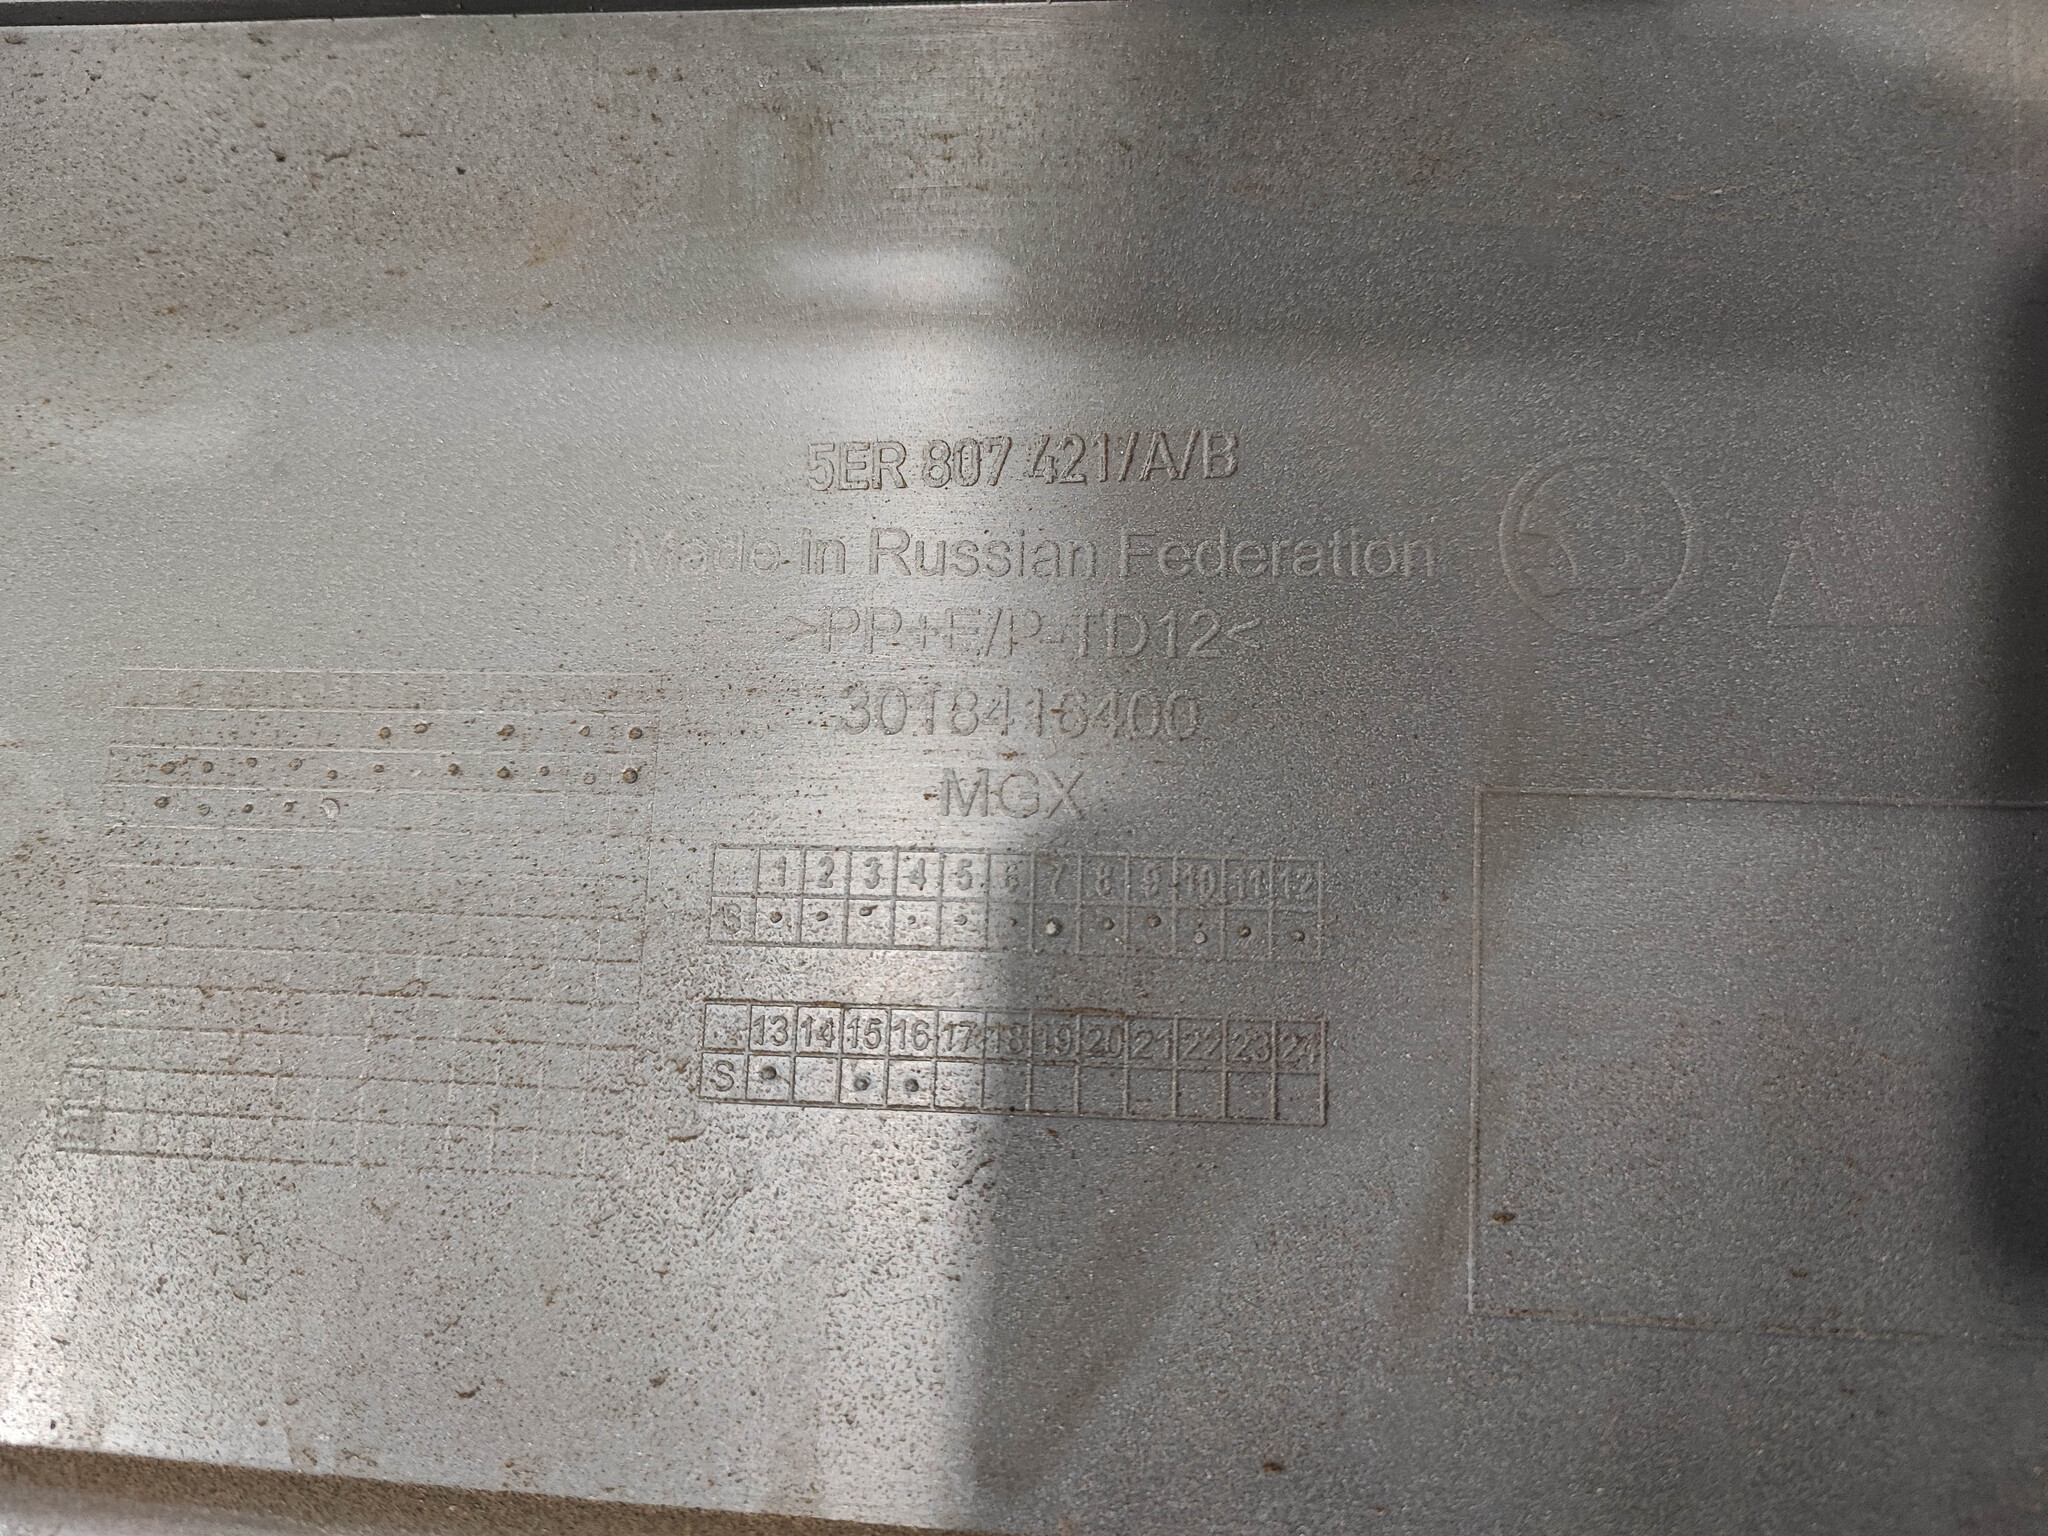 5ER 807 421/A/B
Made in Russian Federation
>PP+E/P-TD12<
3018416400
MGX
1 2 3 4 5 6 7 8 9 10 11 12
S
13 14 15 16 17 18 19 20 21 22 23 24
S